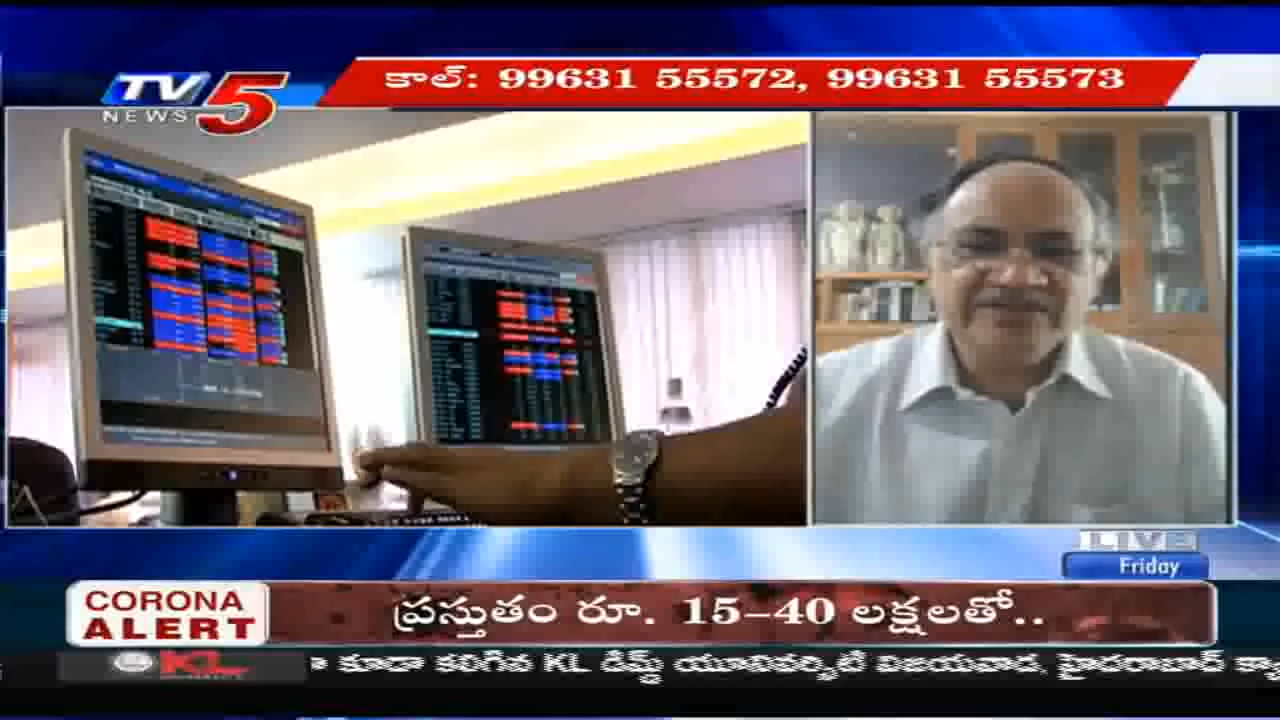 కాల్: 99631 55572, 99631 55573
TV5
NEWS
LIVE
Friday
CORONA
ALERT
ప్రస్తుతం రూ. 15-40 లక్షలతో..
KL
కూడా కలిగిన KL డీమ్డ్ యూనివర్శిటీ విజయవాడ, హైదరాబాద్